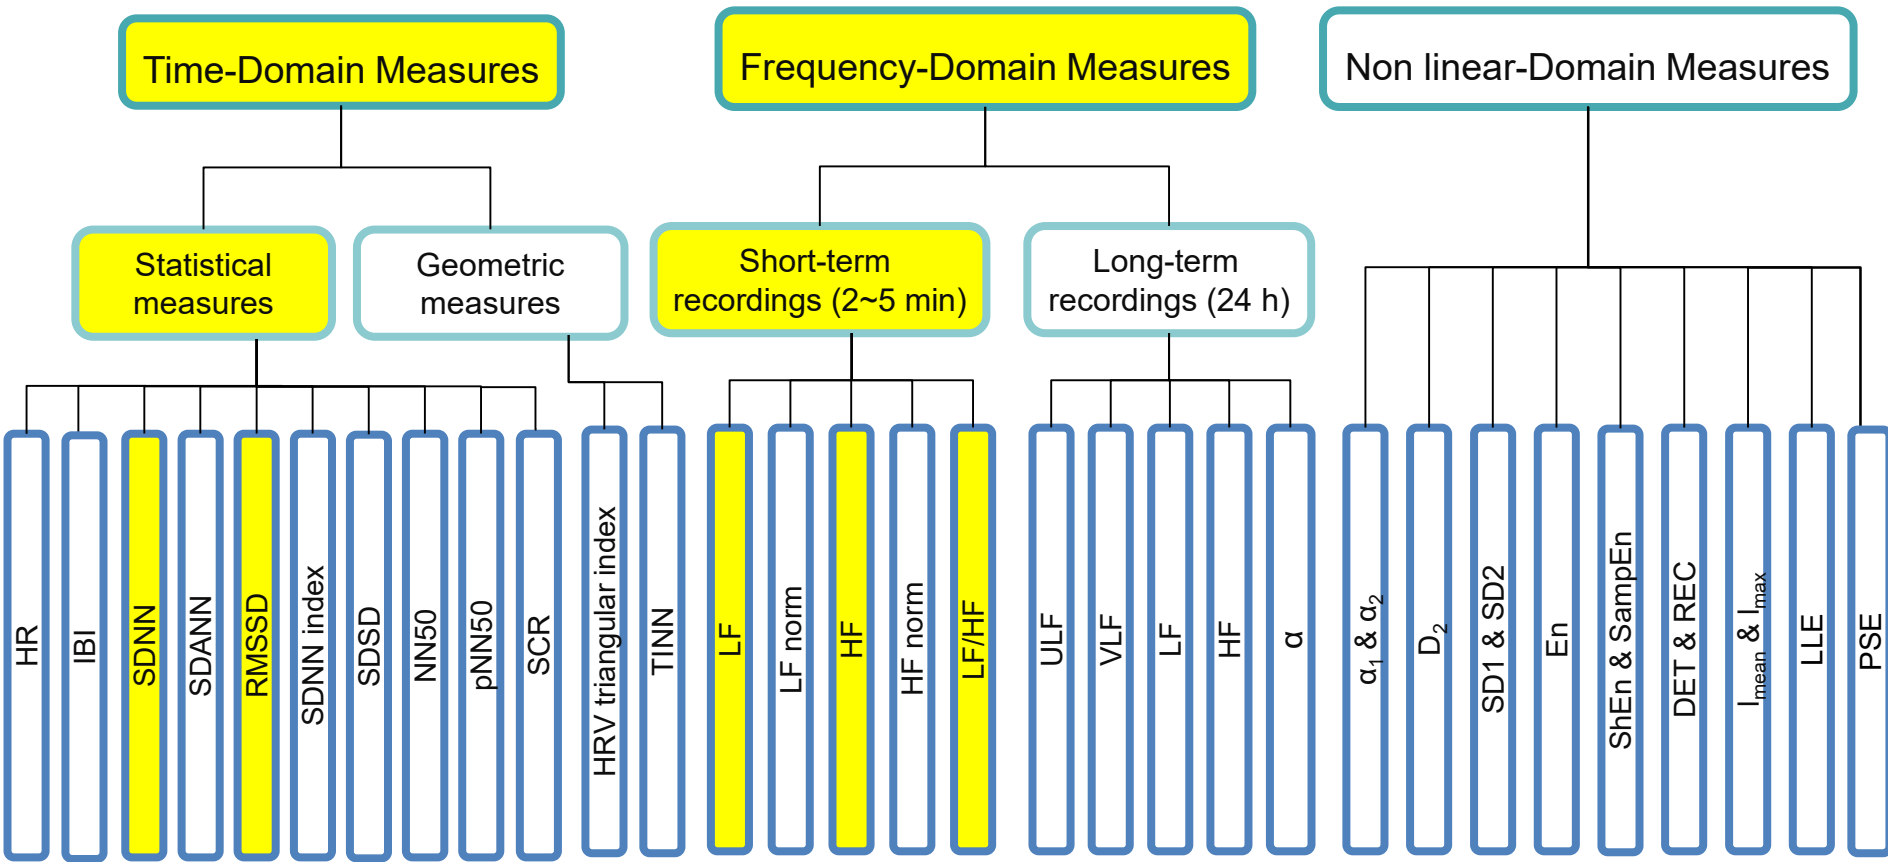 Time-Domain Measures
Frequency-Domain Measures
Non linear-Domain Measures
Statistical
measures
Geometric
measures
Short-term
recordings (2~5 min)
Long-term
recordings (24 h)
HR
IBI
SDNN
SDANN
RMSSD
SDNN index
SDSD
NN50
pNN50
SCR
HRV triangular index
TINN
LF
LF norm
HF
HF norm
LF/HF
ULF
VLF
LF
HF
α
α₁ & α₂
D₂
SD1 & SD2
En
ShEn & SampEn
DET & REC
lmean & lmax
LLE
PSE